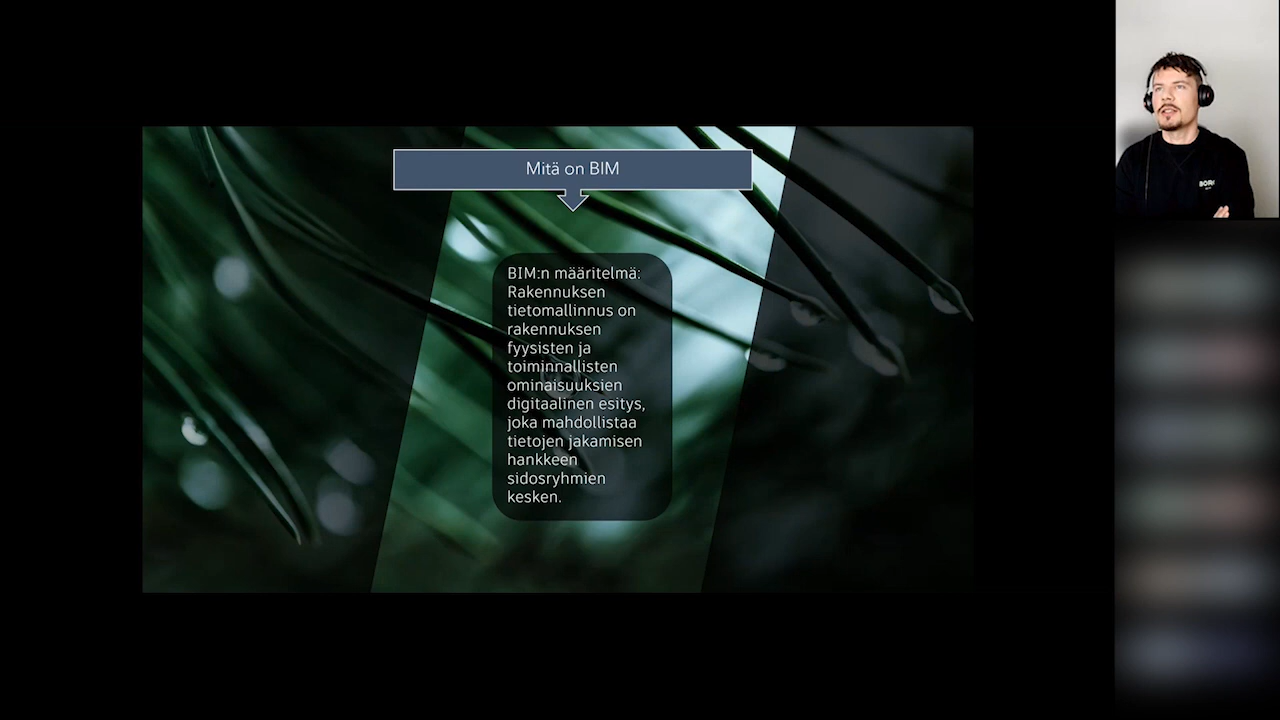 Mitä on BIM
BIM:n määritelmä:
Rakennuksen
tietomallinnus on
rakennuksen
fyysisten ja
toiminnallisten
ominaisuuksien
digitaalinen esitys,
joka mahdollistaa
tietojen jakamisen
hankkeen
sidosryhmien
kesken.